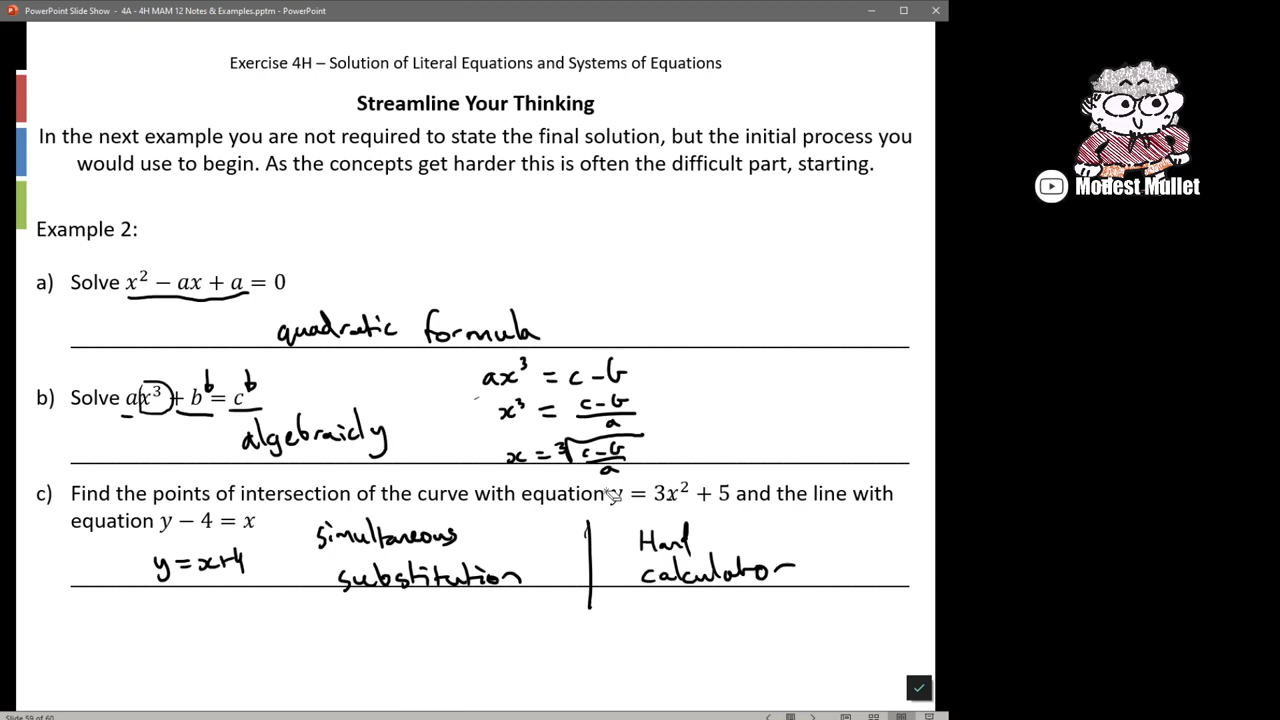 PowerPoint Slide Show - 4A - 4H MAM 12 Notes & Examples.pptm - PowerPoint
Exercise 4H – Solution of Literal Equations and Systems of Equations
Streamline Your Thinking
In the next example you are not required to state the final solution, but the initial process you
would use to begin. As the concepts get harder this is often the difficult part, starting.
Modest Mullet
Example 2:
a) Solve x² − ax + a = 0
quadratic formula
b) Solve ax³ + b = c
b b
algebraicly
ax³ = c - b
x³ = c-b/a
x = ³√c-b/a
c) Find the points of intersection of the curve with equation y = 3x² + 5 and the line with
equation y − 4 = x
y = x+4
simultaneous
substitution
calculator
Slide 59 of 60